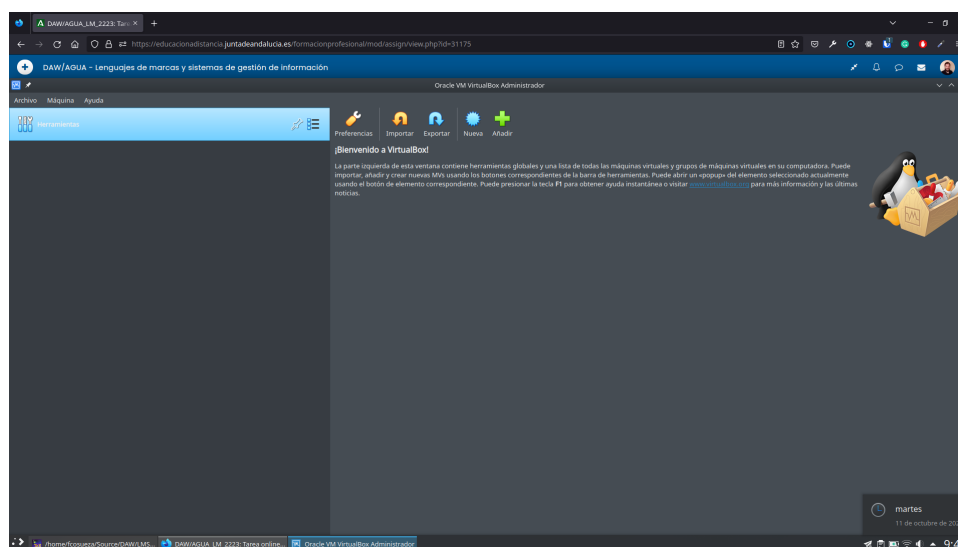 DAW/AGUA_LM_2223: Tare
https://educacionadistancia.juntadeandalucia.es/formacionprofesional/mod/assign/view.php?id=31175
DAW/AGUA - Lenguajes de marcas y sistemas de gestión de información
Oracle VM VirtualBox Administrador
Archivo Máquina Ayuda
Herramientas
Preferencias Importar Exportar Nueva Añadir
¡Bienvenido a VirtualBox!
La parte izquierda de esta ventana contiene herramientas globales y una lista de todas las máquinas virtuales y grupos de máquinas virtuales en su computadora. Puede
importar, añadir y crear nuevas MVs usando los botones correspondientes de la barra de herramientas. Puede abrir un «popup» del elemento seleccionado actualmente
usando el botón de elemento correspondiente. Puede presionar la tecla F1 para obtener ayuda instantánea o visitar www.virtualbox.org para más información y las últimas
noticias.
martes
11 de octubre de 20
/home/fcosueza/Source/DAW/LMS... DAW/AGUA_LM_2223: Tarea online... Oracle VM VirtualBox Administrador